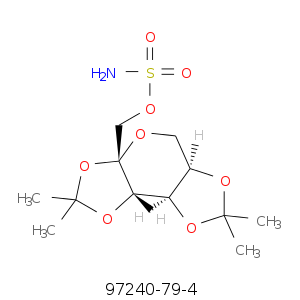 O
H₂N S O
O
O H
O O
H₃C
H₃C O H H O CH₃
CH₃
97240-79-4